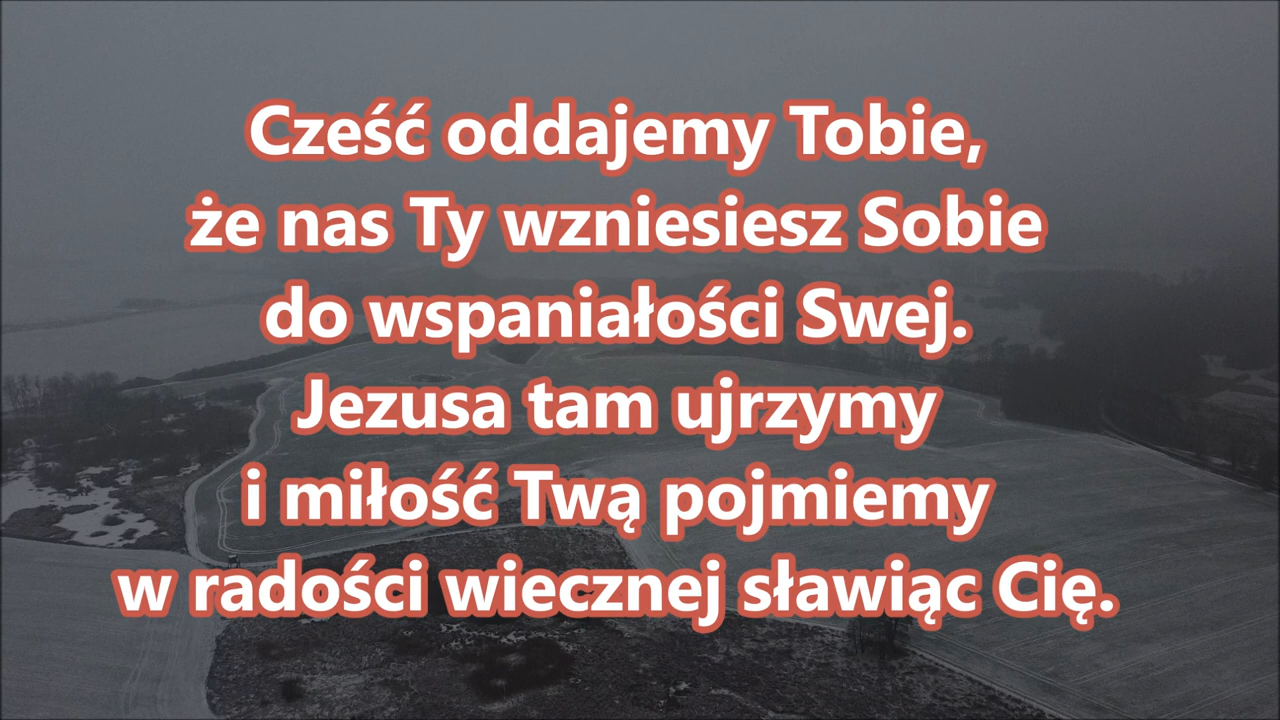 Cześć oddajemy Tobie,
że nas Ty wzniesiesz Sobie
do wspaniałości Swej.
Jezusa tam ujrzymy
i miłość Twą pojmiemy
w radości wiecznej sławiąc Cię.